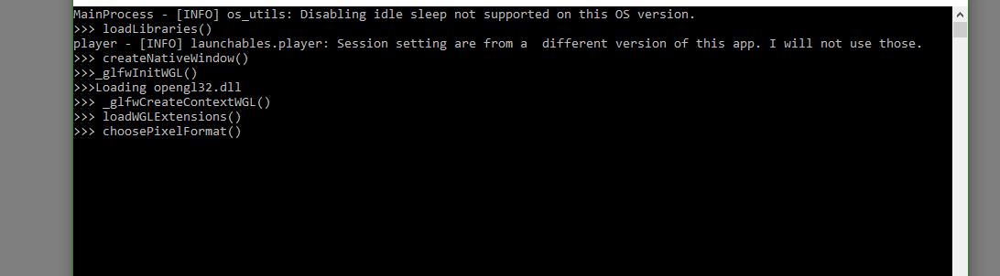 MainProcess - [INFO] os_utils: Disabling idle sleep not supported on this OS version.
>>> loadLibraries()
player - [INFO] launchables.player: Session setting are from a  different version of this app. I will not use those.
>>> createNativeWindow()
>>>_glfwInitWGL()
>>>Loading opengl32.dll
>>> _glfwCreateContextWGL()
>>> loadWGLExtensions()
>>> choosePixelFormat()